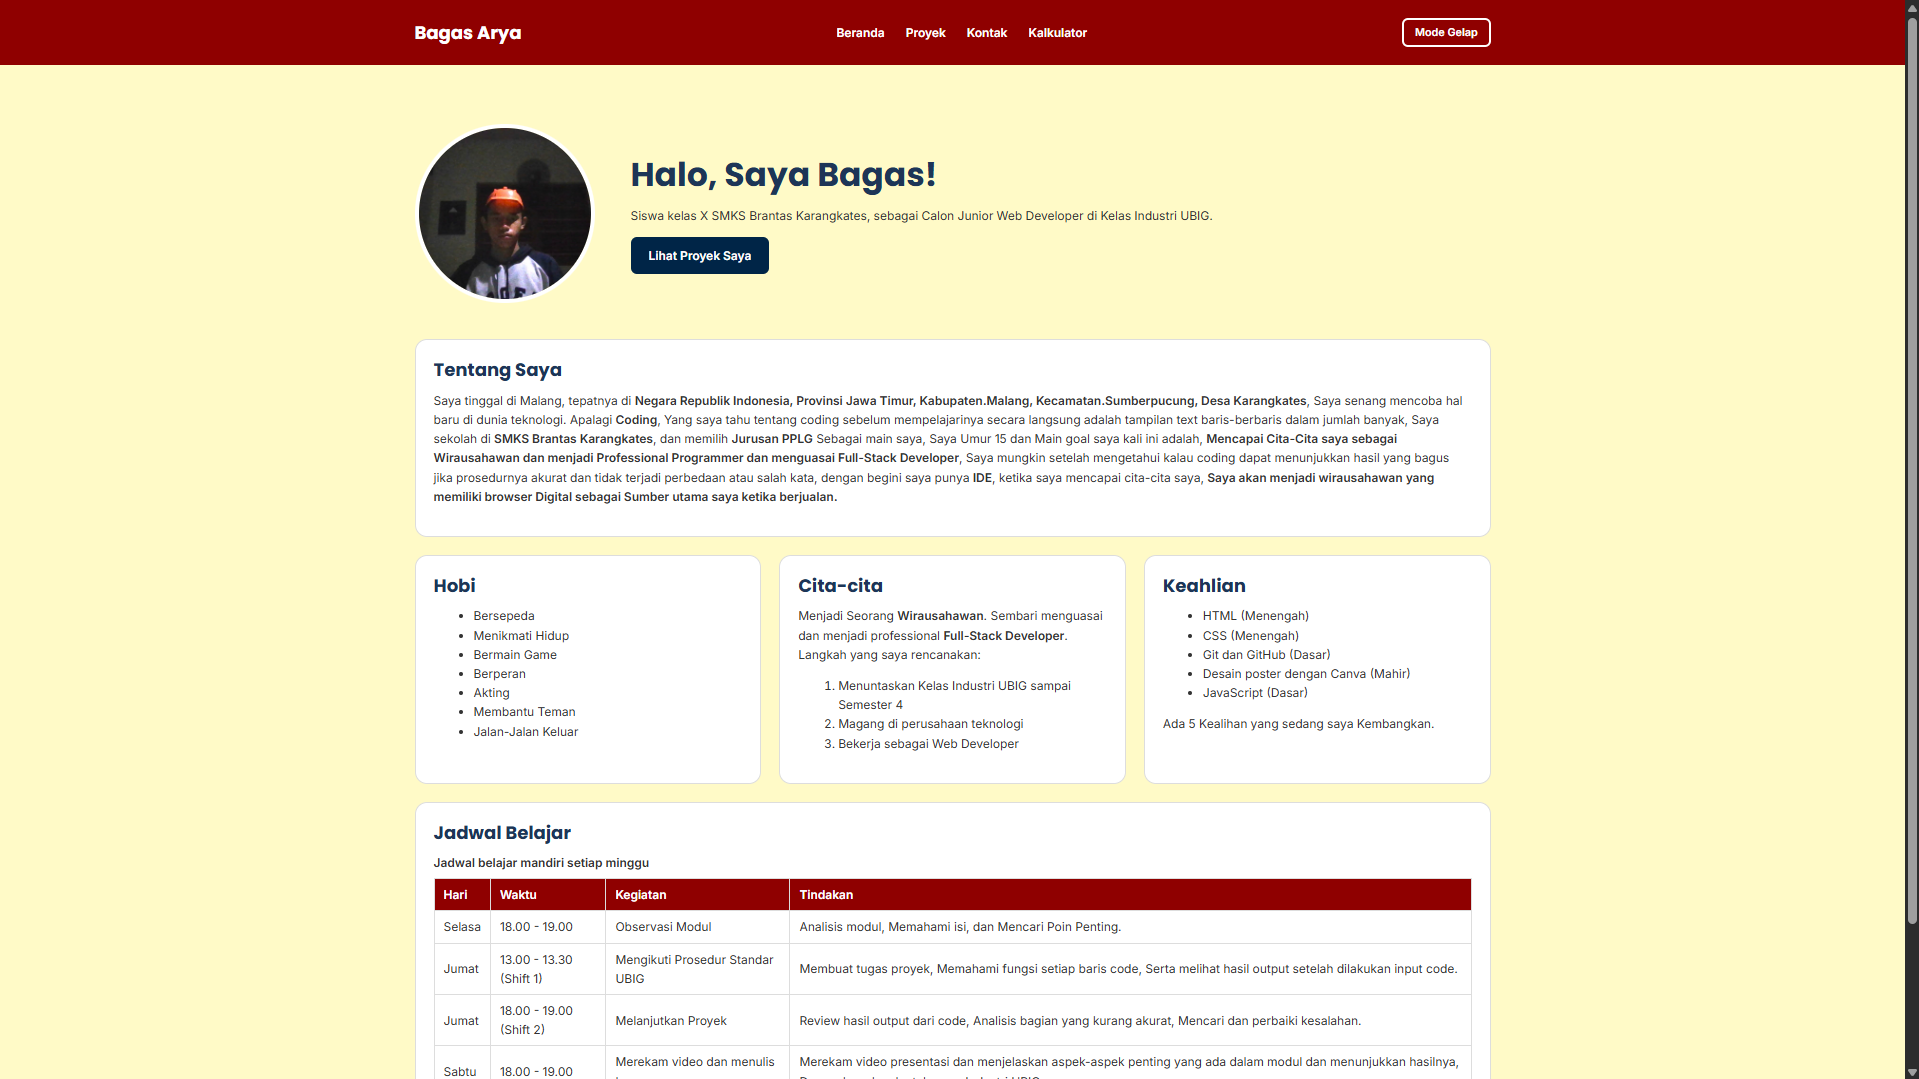 Bagas Arya
Beranda Proyek Kontak Kalkulator
Mode Gelap
Halo, Saya Bagas!
Siswa kelas X SMKS Brantas Karangkates, sebagai Calon Junior Web Developer di Kelas Industri UBIG.
Lihat Proyek Saya
Tentang Saya
Saya tinggal di Malang, tepatnya di Negara Republik Indonesia, Provinsi Jawa Timur, Kabupaten.Malang, Kecamatan.Sumberpucung, Desa Karangkates, Saya senang mencoba hal
baru di dunia teknologi. Apalagi Coding, Yang saya tahu tentang coding sebelum mempelajarinya secara langsung adalah tampilan text baris-berbaris dalam jumlah banyak, Saya
sekolah di SMKS Brantas Karangkates, dan memilih Jurusan PPLG Sebagai main saya, Saya Umur 15 dan Main goal saya kali ini adalah, Mencapai Cita-Cita saya sebagai
Wirausahawan dan menjadi Professional Programmer dan menguasai Full-Stack Developer, Saya mungkin setelah mengetahui kalau coding dapat menunjukkan hasil yang bagus
jika prosedurnya akurat dan tidak terjadi perbedaan atau salah kata, dengan begini saya punya IDE, ketika saya mencapai cita-cita saya, Saya akan menjadi wirausahawan yang
memiliki browser Digital sebagai Sumber utama saya ketika berjualan.
Hobi
Bersepeda
Menikmati Hidup
Bermain Game
Berperan
Akting
Membantu Teman
Jalan-Jalan Keluar
Cita-cita
Menjadi Seorang Wirausahawan. Sembari menguasai
dan menjadi professional Full-Stack Developer.
Langkah yang saya rencanakan:
1. Menuntaskan Kelas Industri UBIG sampai
Semester 4
2. Magang di perusahaan teknologi
3. Bekerja sebagai Web Developer
Keahlian
HTML (Menengah)
CSS (Menengah)
Git dan GitHub (Dasar)
Desain poster dengan Canva (Mahir)
JavaScript (Dasar)
Ada 5 Kealihan yang sedang saya Kembangkan.
Jadwal Belajar
Jadwal belajar mandiri setiap minggu
Hari Waktu Kegiatan Tindakan
Selasa 18.00 - 19.00 Observasi Modul Analisis modul, Memahami isi, dan Mencari Poin Penting.
Jumat 13.00 - 13.30 (Shift 1) Mengikuti Prosedur Standar UBIG Membuat tugas proyek, Memahami fungsi setiap baris code, Serta melihat hasil output setelah dilakukan input code.
Jumat 18.00 - 19.00 (Shift 2) Melanjutkan Proyek Review hasil output dari code, Analisis bagian yang kurang akurat, Mencari dan perbaiki kesalahan.
Sabtu 18.00 - 19.00 Merekam video dan menulis Merekam video presentasi dan menjelaskan aspek-aspek penting yang ada dalam modul dan menunjukkan hasilnya,